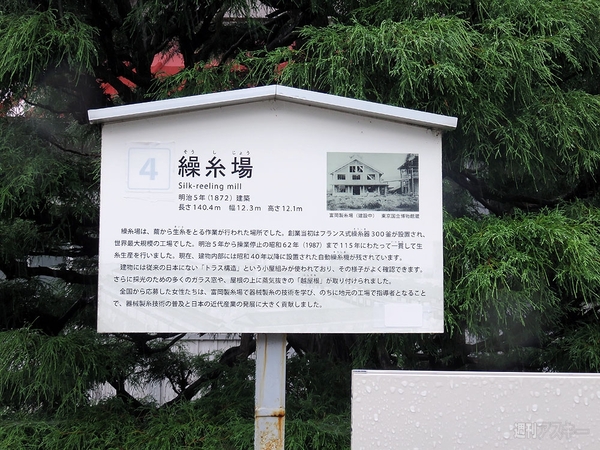 4
そうしじょう
繰糸場
Silk-reeling mill
明治5年(1872)建築
長さ140.4m 幅12.3m 高さ12.1m
富岡製糸場(建設中) 東京国立博物館蔵
繰糸場は、繭から生糸をとる作業が行われた場所でした。創業当初はフランス式繰糸器300釜が設置され、
世界最大規模の工場でした。明治5年から操業停止の昭和62年(1987)まで115年にわたって一貫して生
糸生産を行いました。現在、建物内部には昭和40年以降に設置された自動繰糸機が残されています。
建物には従来の日本にない「トラス構造」という小屋組みが使われており、その様子がよく確認できます。
さらに採光のための多くのガラス窓や、屋根の上に蒸気抜きの「越屋根」が取り付けられました。
全国から応募した女性たちは、富岡製糸場で器械製糸の技術を学び、のちに地元の工場で指導者となること
で、器械製糸技術の普及と日本の近代産業の発展に大きく貢献しました。
週刊アスキー